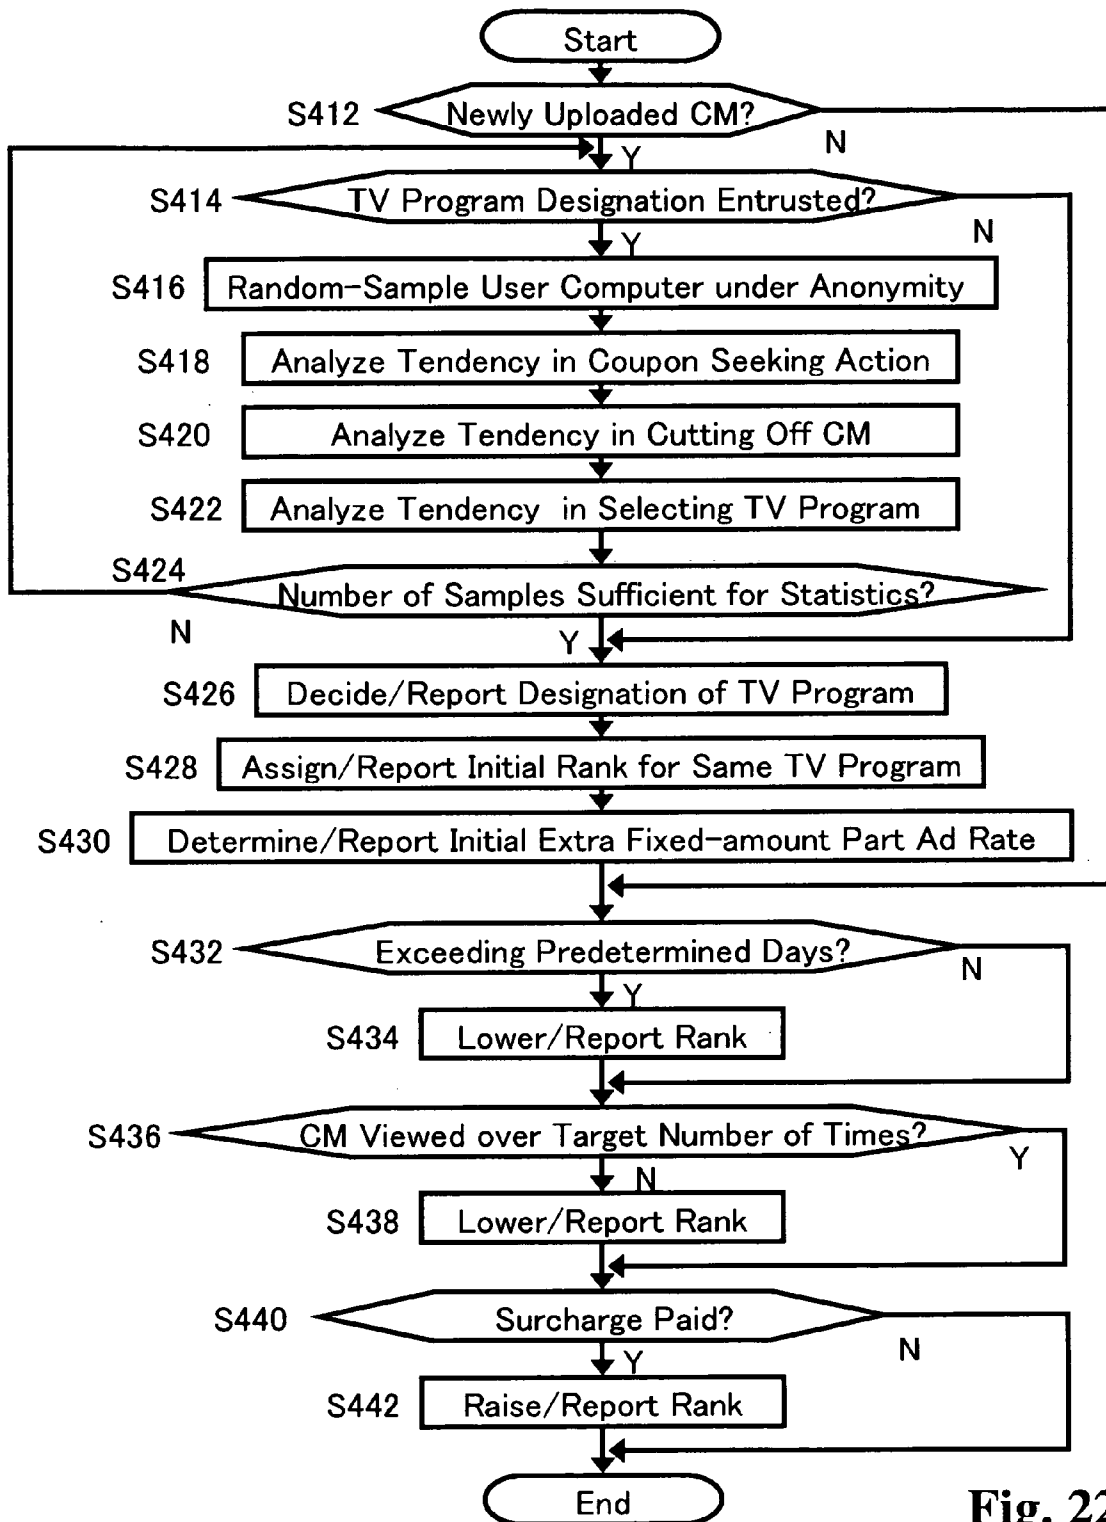 Start
S412 Newly Uploaded CM?
N
Y
S414 TV Program Designation Entrusted?
N
Y
S416 Random-Sample User Computer under Anonymity
S418 Analyze Tendency in Coupon Seeking Action
S420 Analyze Tendency in Cutting Off CM
S422 Analyze Tendency in Selecting TV Program
S424 Number of Samples Sufficient for Statistics?
N
Y
S426 Decide/Report Designation of TV Program
S428 Assign/Report Initial Rank for Same TV Program
S430 Determine/Report Initial Extra Fixed-amount Part Ad Rate
S432 Exceeding Predetermined Days?
N
Y
S434 Lower/Report Rank
S436 CM Viewed over Target Number of Times?
Y
N
S438 Lower/Report Rank
S440 Surcharge Paid?
N
Y
S442 Raise/Report Rank
End
Fig. 22